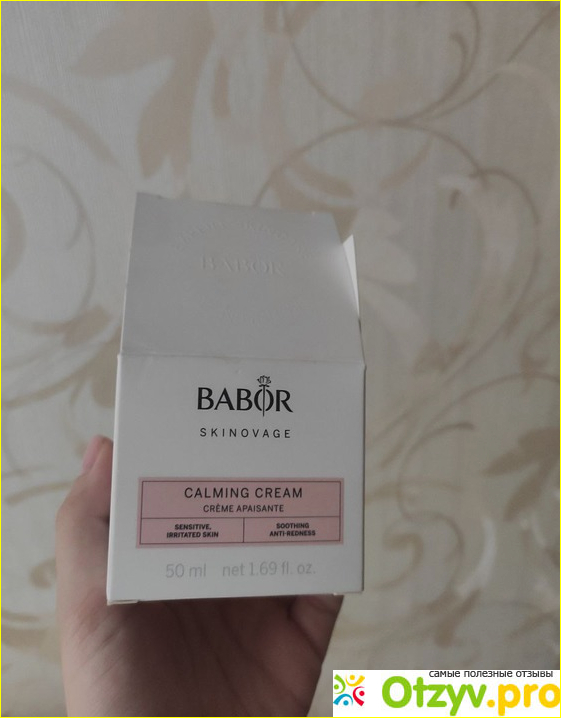 BABOR
BABOR
SKINOVAGE
CALMING CREAM
CRÈME APAISANTE
SENSITIVE,
IRRITATED SKIN
SOOTHING
ANTI-REDNESS
50 ml net 1.69 fl. oz.
самые полезные отзывы
Otzyv.pro